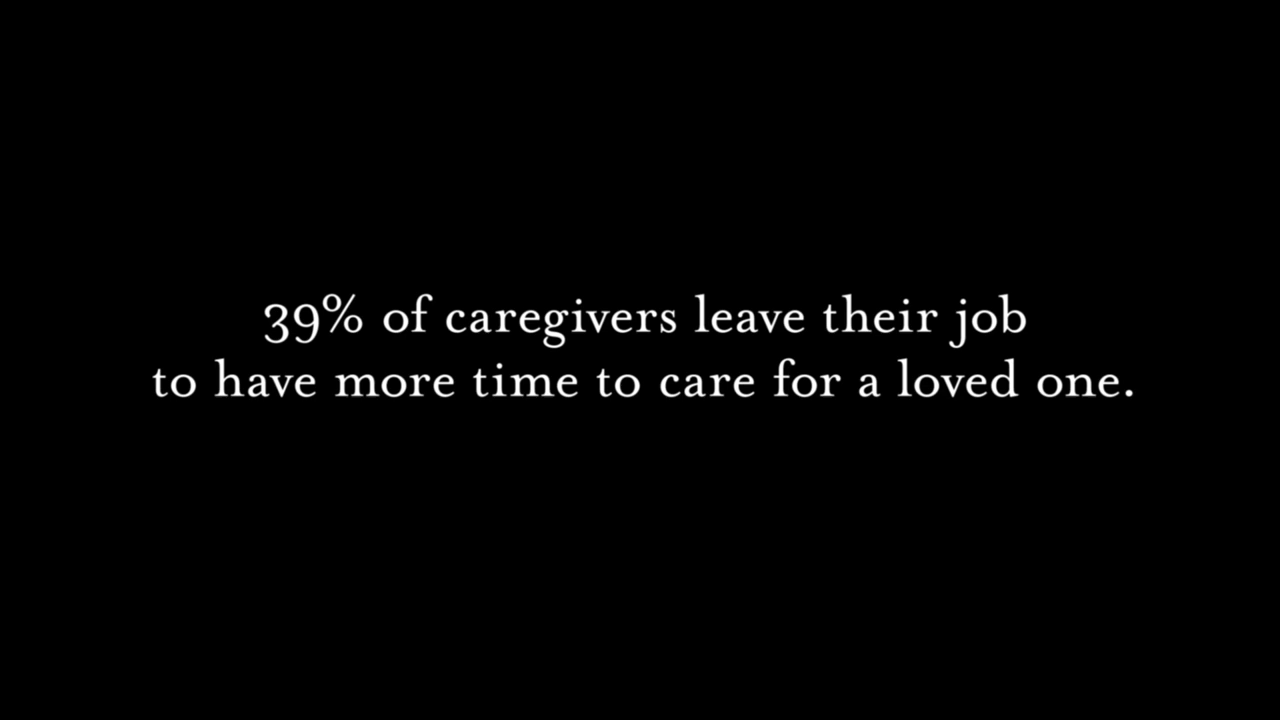 39% of caregivers leave their job
to have more time to care for a loved one.